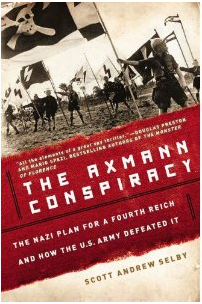 "All the elements of a great spy thriller."—DOUGLAS PRESTON
AND MARIO SPEZI, BESTSELLING AUTHORS OF THE MONSTER
OF FLORENCE
THE AXMANN
CONSPIRACY
THE NAZI PLAN FOR A FOURTH REICH
AND HOW THE U.S. ARMY DEFEATED IT
SCOTT ANDREW SELBY